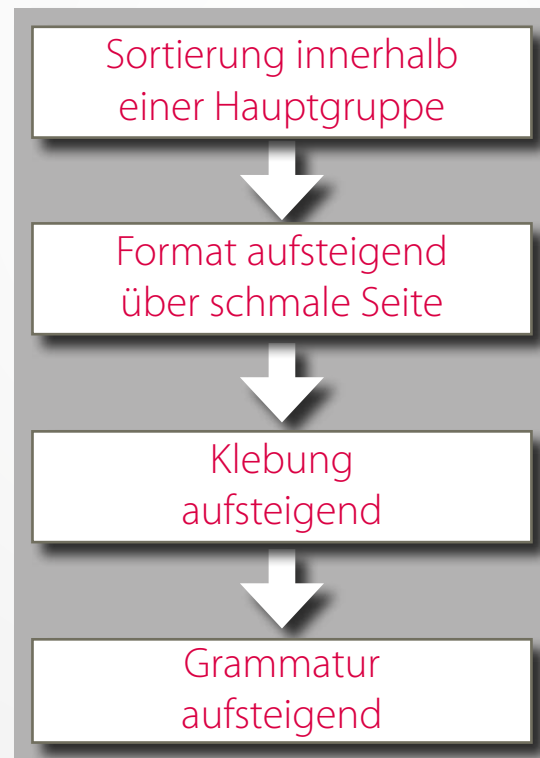 Sortierung innerhalb
einer Hauptgruppe
Format aufsteigend
über schmale Seite
Klebung
aufsteigend
Grammatur
aufsteigend